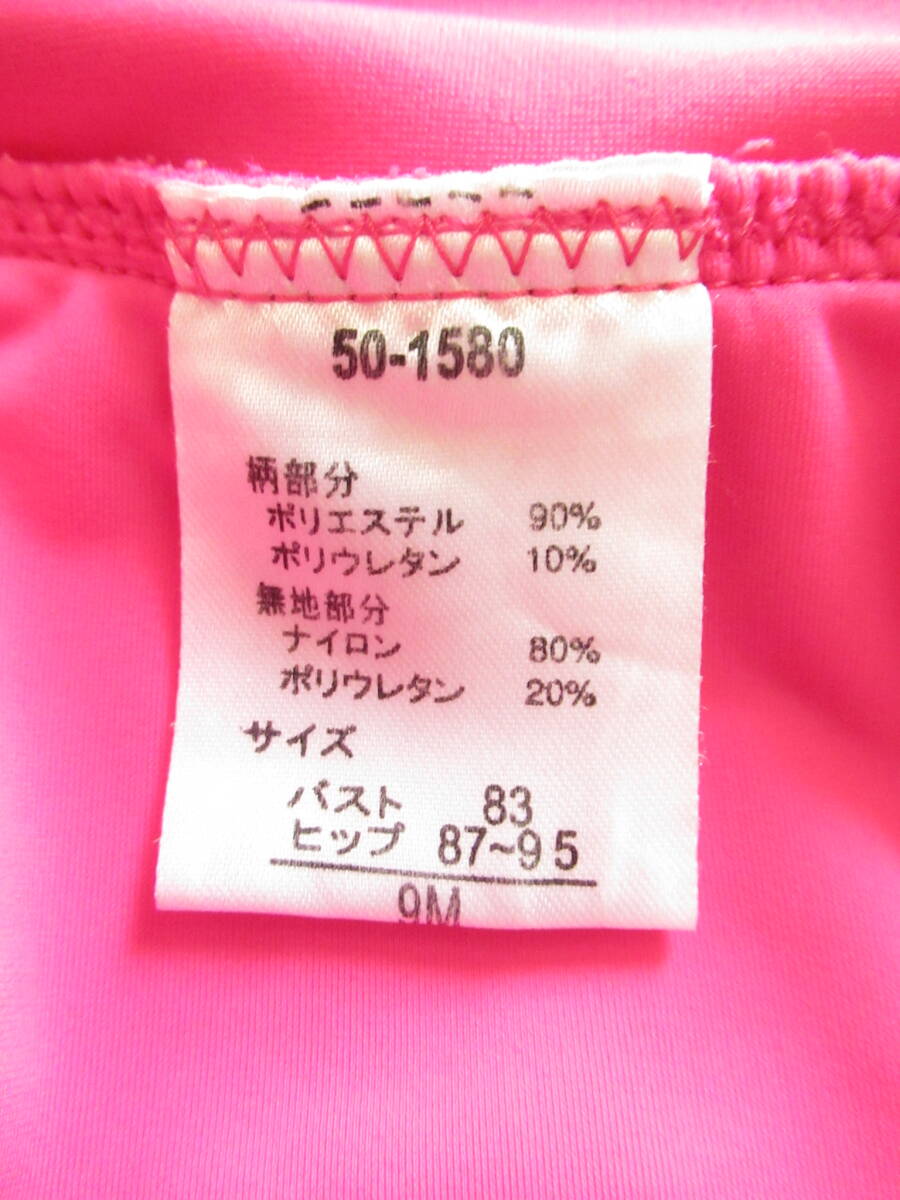 50-1580
柄部分
ポリエステル 90%
ポリウレタン 10%
無地部分
ナイロン 80%
ポリウレタン 20%
サイズ
バスト 83
ヒップ 87~95
9M